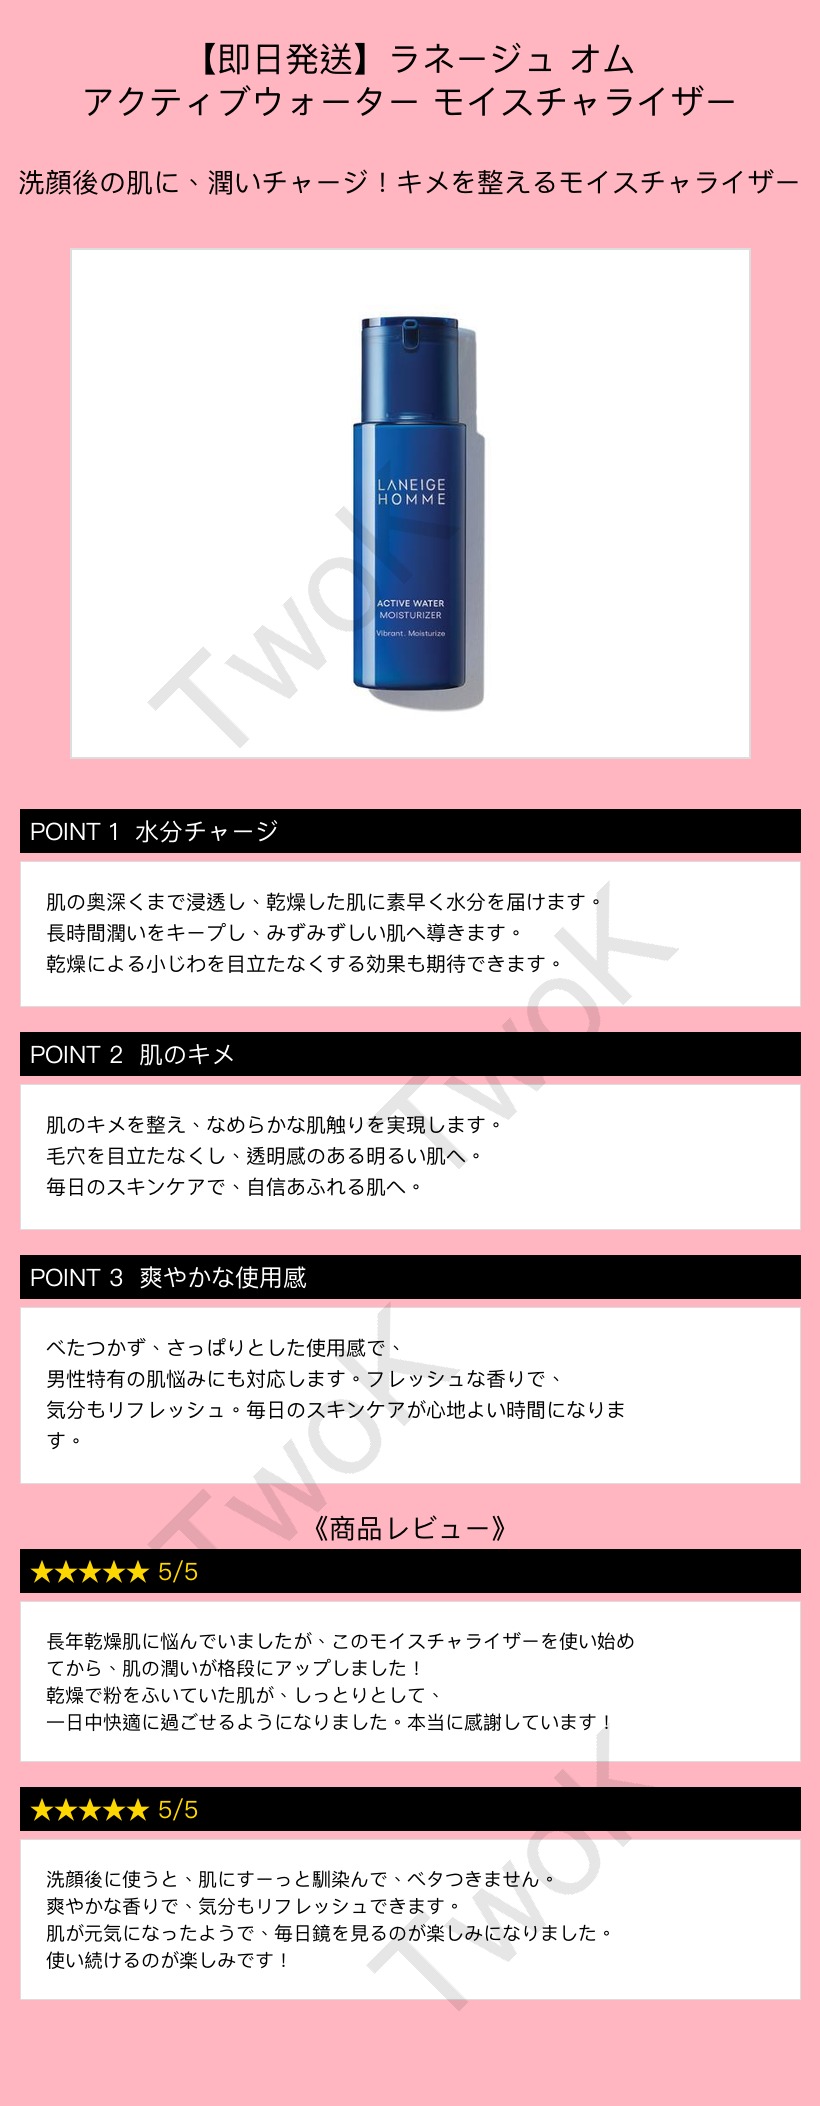 【即日発送】ラネージュ オム
アクティブウォーター モイスチャライザー
洗顔後の肌に、潤いチャージ！キメを整えるモイスチャライザー
LANEIGE
HOMME
ACTIVE WATER
MOISTURIZER
Vibrant. Moisturize
TwoK
POINT 1 水分チャージ
肌の奥深くまで浸透し、乾燥した肌に素早く水分を届けます。
長時間潤いをキープし、みずみずしい肌へ導きます。
乾燥による小じわを目立たなくする効果も期待できます。
TwoK
POINT 2 肌のキメ
肌のキメを整え、なめらかな肌触りを実現します。
毛穴を目立たなくし、透明感のある明るい肌へ。
毎日のスキンケアで、自信あふれる肌へ。
POINT 3 爽やかな使用感
べたつかず、さっぱりとした使用感で、
男性特有の肌悩みにも対応します。フレッシュな香りで、
気分もリフレッシュ。毎日のスキンケアが心地よい時間になりま
す。
TwoK
《商品レビュー》
★★★★★ 5/5
長年乾燥肌に悩んでいましたが、このモイスチャライザーを使い始め
てから、肌の潤いが格段にアップしました！
乾燥で粉をふいていた肌が、しっとりとして、
一日中快適に過ごせるようになりました。本当に感謝しています！
★★★★★ 5/5
洗顔後に使うと、肌にすーっと馴染んで、ベタつきません。
爽やかな香りで、気分もリフレッシュできます。
肌が元気になったようで、毎日鏡を見るのが楽しみになりました。
使い続けるのが楽しみです！
TwoK